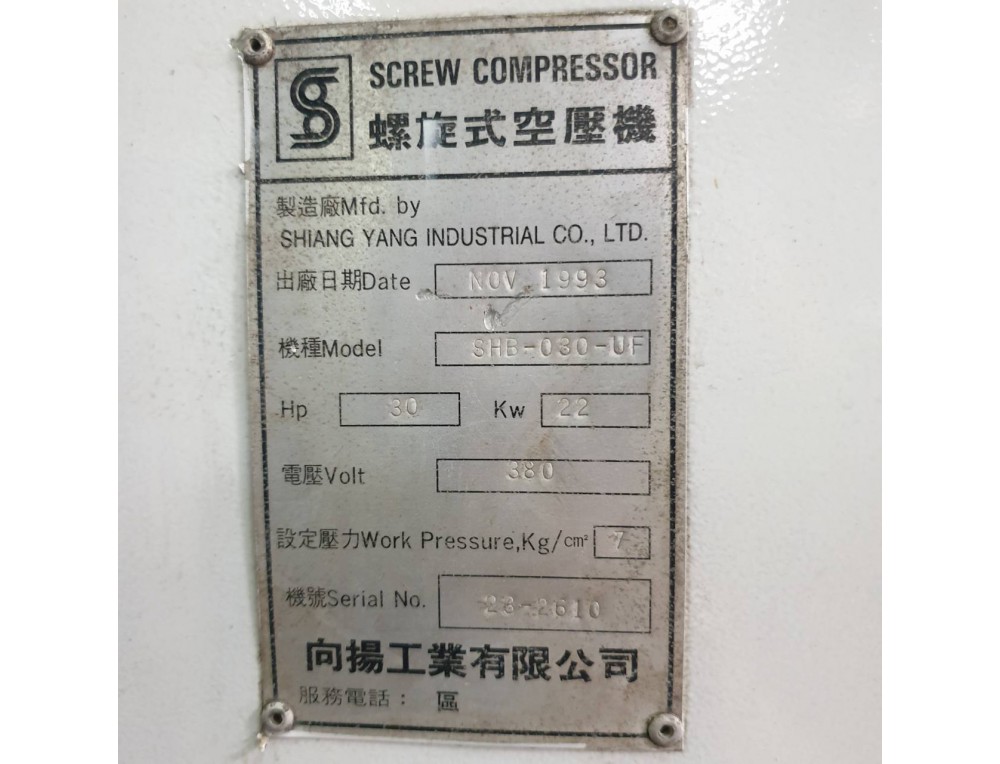 SCREW COMPRESSOR
螺旋式空壓機
製造廠Mfd. by
SHIANG YANG INDUSTRIAL CO., LTD.
出廠日期Date NOV.1993
機種Model SHB-030-UF
Hp 30 Kw 22
電壓Volt 380
設定壓力Work Pressure,Kg/cm² 7
機號Serial No. 23-2610
向揚工業有限公司
服務電話： 區